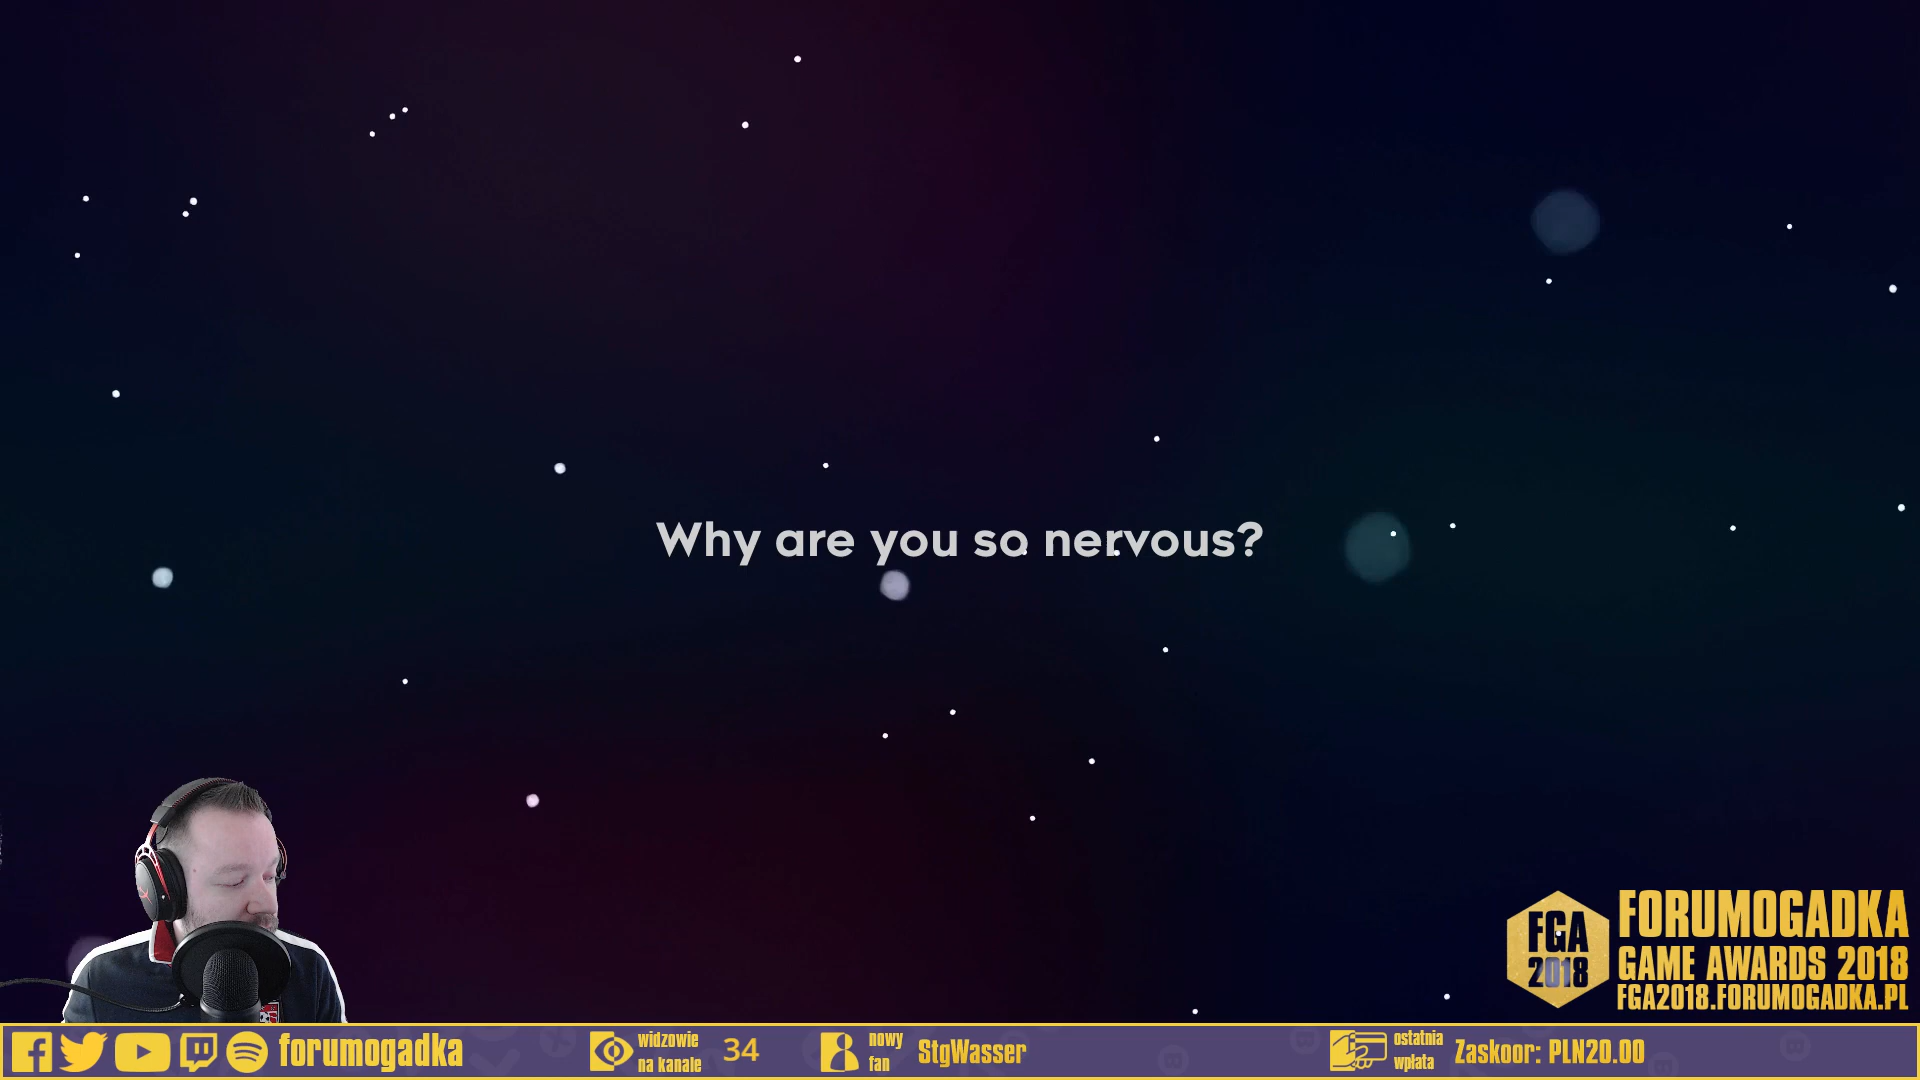 Why are you so nervous?
FGA
2018
FORUMOGADKA
GAME AWARDS 2018
FGA2018.FORUMOGADKA.PL
forumogadka
widzowie
na kanale
34
nowy
fan
StgWasser
ostatnia
wpłata
Zaskoor: PLN20.00